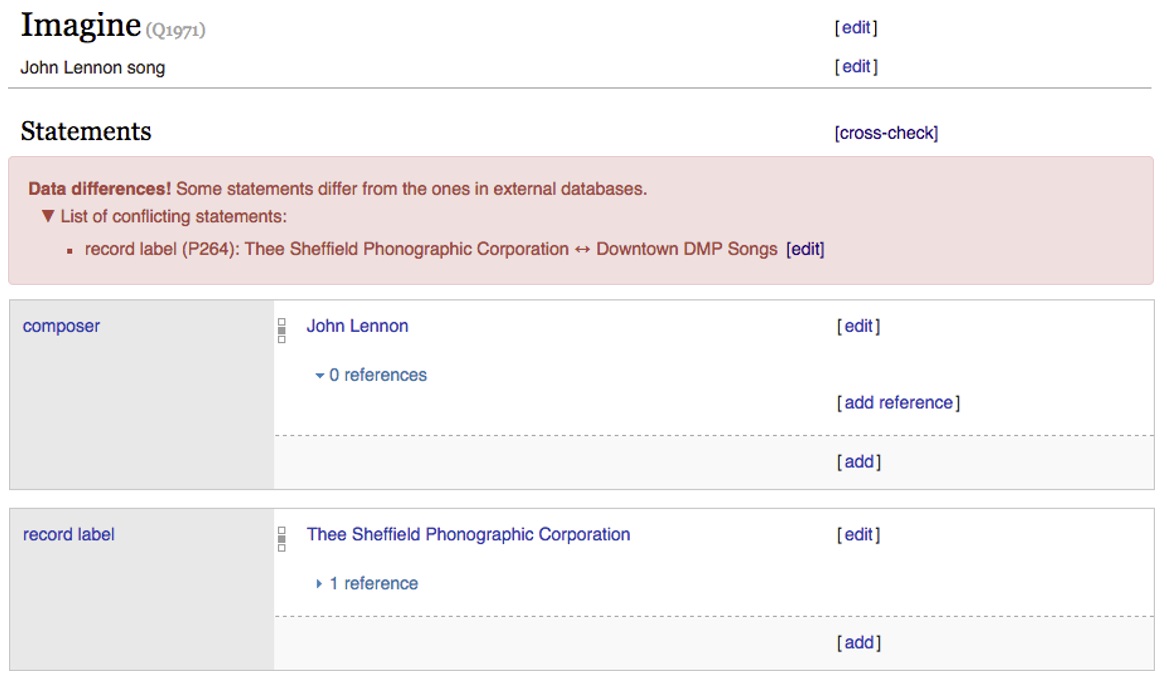 Imagine (Q1971) [edit]
John Lennon song [edit]
Statements [cross-check]
Data differences! Some statements differ from the ones in external databases.
▼ List of conflicting statements:
▪ record label (P264): Thee Sheffield Phonographic Corporation ↔ Downtown DMP Songs [edit]
composer John Lennon [edit]
0 references
[add reference]
[add]
record label Thee Sheffield Phonographic Corporation [edit]
1 reference
[add]